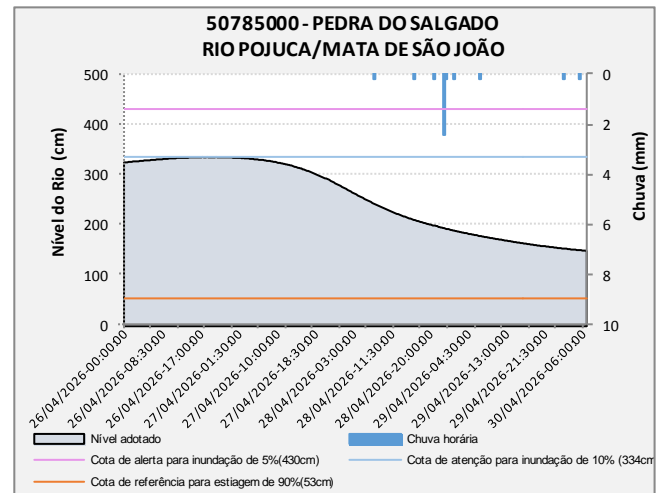 50785000 - PEDRA DO SALGADO
RIO POJUCA/MATA DE SÃO JOÃO
500
400
300
200
100
0
Nível do Rio (cm)
0
2
4
6
8
10
Chuva (mm)
26/04/2026-00:00:00
26/04/2026-08:30:00
26/04/2026-17:00:00
27/04/2026-01:30:00
27/04/2026-10:00:00
27/04/2026-18:30:00
28/04/2026-03:00:00
28/04/2026-11:30:00
28/04/2026-20:00:00
29/04/2026-04:30:00
29/04/2026-13:00:00
29/04/2026-21:30:00
30/04/2026-06:00:00
Nível adotado
Chuva horária
Cota de alerta para inundação de 5%(430cm)
Cota de atenção para inundação de 10% (334cm
Cota de referência para estiagem de 90%(53cm)